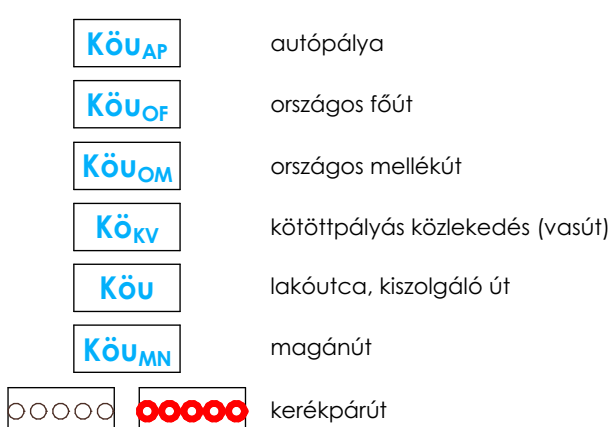 KöuAP autópálya
KöuOF országos főút
KöuOM országos mellékút
KöKV kötöttpályás közlekedés (vasút)
Köu lakóutca, kiszolgáló út
KöuMN magánút
kerékpárút